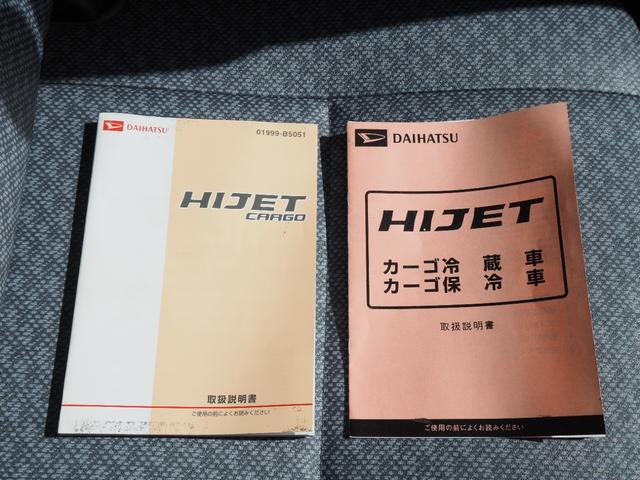 DAIHATSU
01999-B5051
HIJET
CARGO
取扱説明書
ご使用の前によくお読みください
DAIHATSU
HIJET
カーゴ冷蔵車
カーゴ保冷車
取扱説明書
ご使用の前によくお読みください